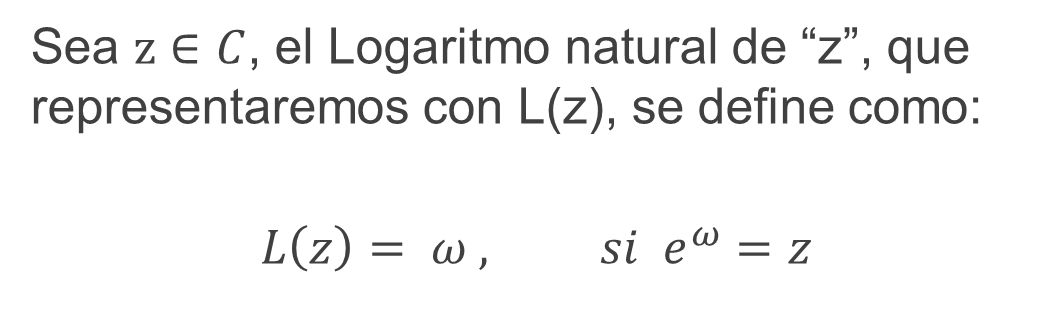 Sea z ∈ 𝐶, el Logaritmo natural de “z”, que
representaremos con L(z), se define como:
𝐿(𝑧) = 𝜔 , 𝑠𝑖 𝑒^𝜔 = 𝑧